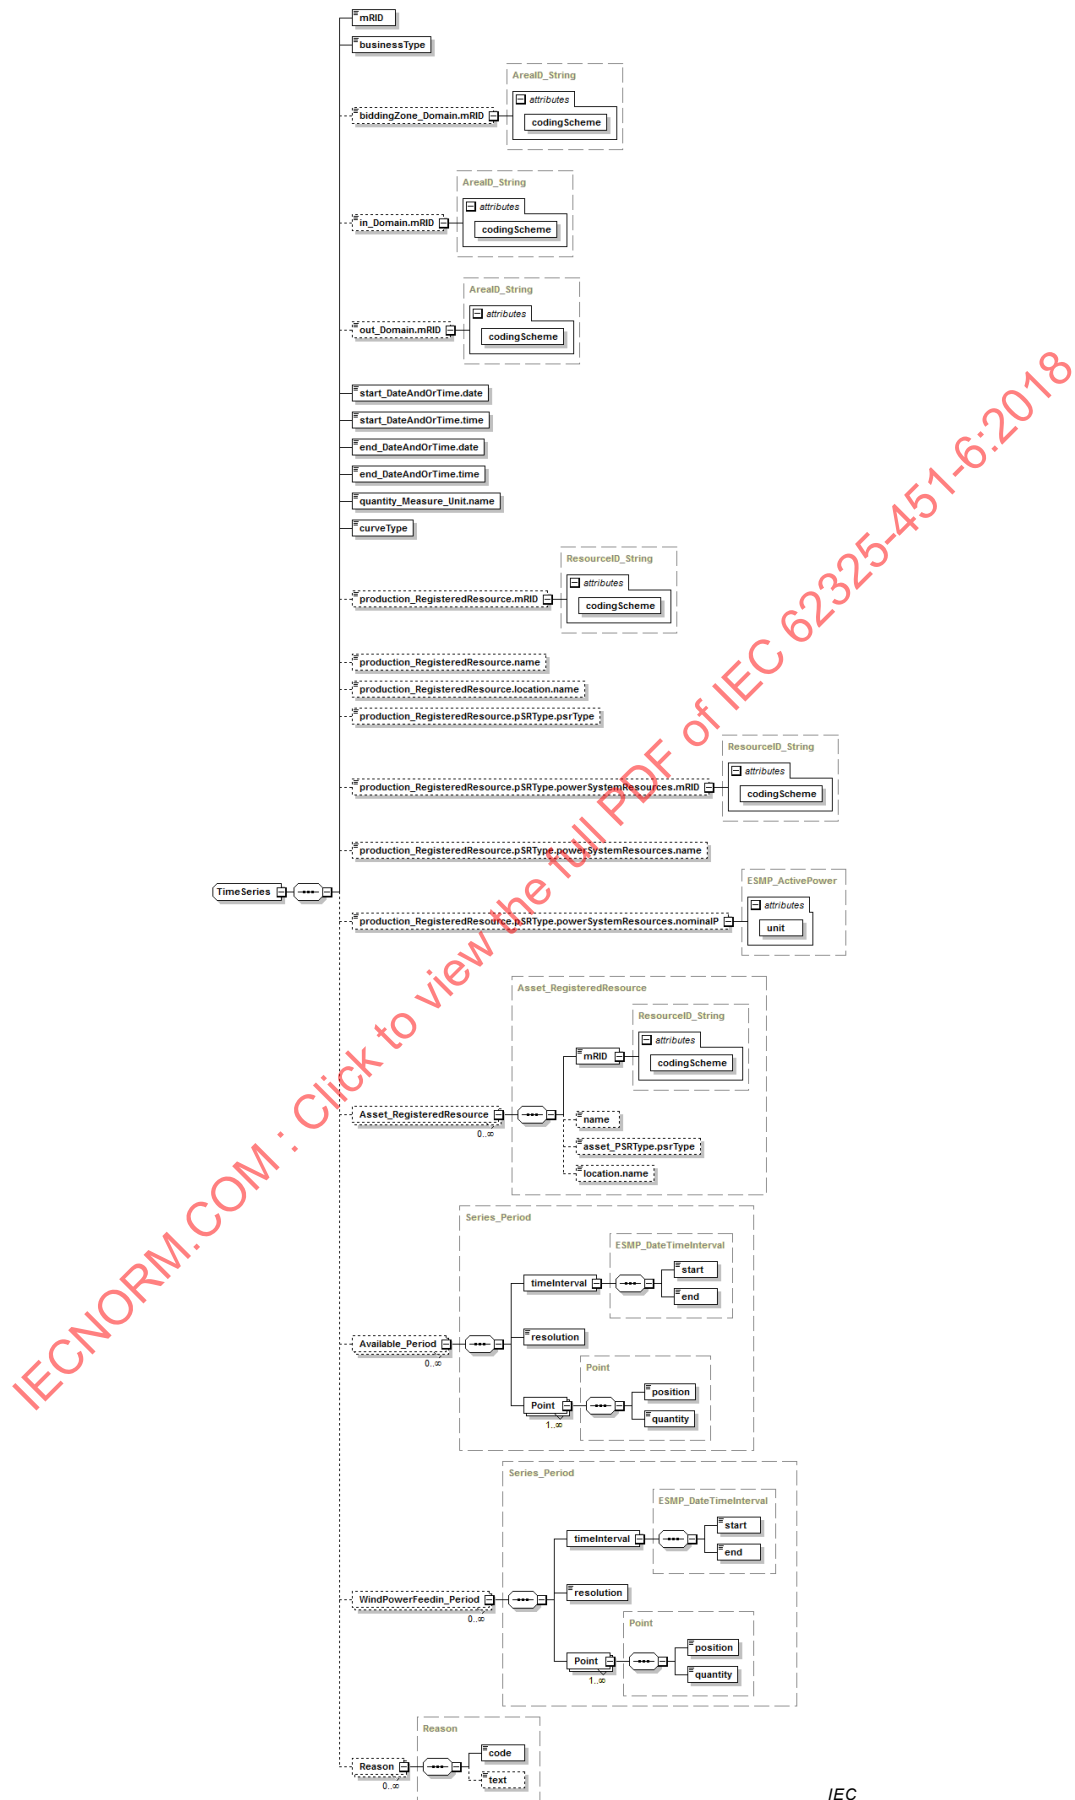 mRID
businessType
AreaID_String
attributes
biddingZone_Domain.mRID
codingScheme
AreaID_String
attributes
in_Domain.mRID
codingScheme
AreaID_String
attributes
out_Domain.mRID
codingScheme
start_DateAndOrTime.date
start_DateAndOrTime.time
end_DateAndOrTime.date
end_DateAndOrTime.time
quantity_Measure_Unit.name
curveType
ResourceID_String
attributes
production_RegisteredResource.mRID
codingScheme
production_RegisteredResource.name
production_RegisteredResource.location.name
production_RegisteredResource.pSRType.psrType
ResourceID_String
attributes
production_RegisteredResource.pSRType.powerSystemResources.mRID
codingScheme
production_RegisteredResource.pSRType.powerSystemResources.name
TimeSeries
ESMP_ActivePower
attributes
production_RegisteredResource.pSRType.powerSystemResources.nominalP
unit
Asset_RegisteredResource
ResourceID_String
attributes
mRID
codingScheme
Asset_RegisteredResource
0..∞
name
asset_PSRType.psrType
location.name
Series_Period
ESMP_DateTimeInterval
start
timeInterval
end
resolution
Available_Period
0..∞
Point
position
Point
1..∞
quantity
Series_Period
ESMP_DateTimeInterval
start
timeInterval
end
resolution
WindPowerFeedin_Period
0..∞
Point
position
Point
1..∞
quantity
Reason
code
Reason
0..∞
text
IEC
IECNORM.COM : Click to view the full PDF of IEC 62325-451-6:2018